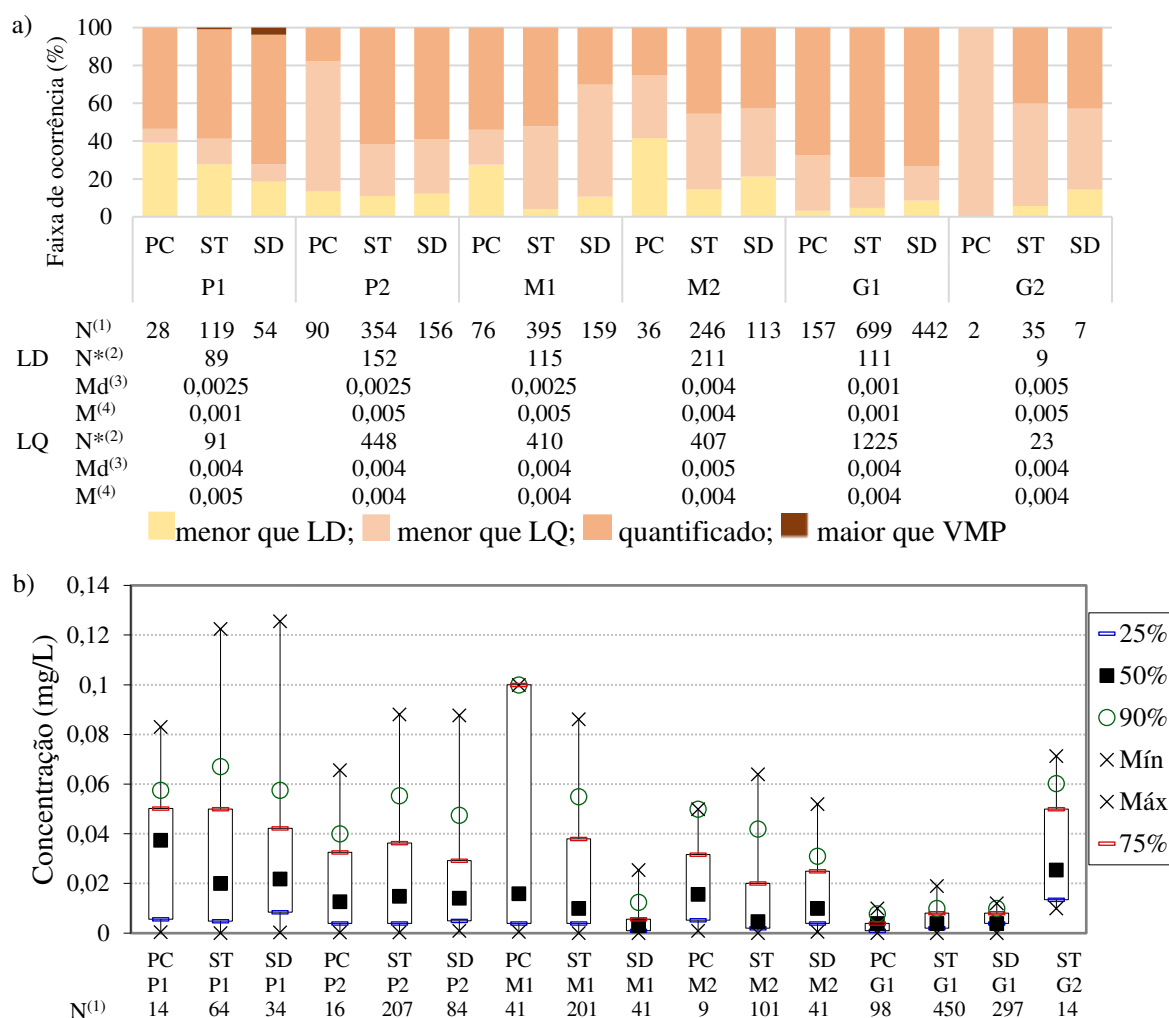 a)
Faixa de ocorrência (%)
100
80
60
40
20
0
PC ST SD PC ST SD PC ST SD PC ST SD PC ST SD PC ST SD
P1 P2 M1 M2 G1 G2
N(1) 28 119 54 90 354 156 76 395 159 36 246 113 157 699 442 2 35 7
LD N*(2) 89 152 115 211 111 9
Md(3) 0,0025 0,0025 0,0025 0,004 0,001 0,005
M(4) 0,001 0,005 0,005 0,004 0,001 0,005
LQ N*(2) 91 448 410 407 1225 23
Md(3) 0,004 0,004 0,004 0,005 0,004 0,004
M(4) 0,005 0,004 0,004 0,004 0,004 0,004
menor que LD; menor que LQ; quantificado; maior que VMP
b)
Concentração (mg/L)
0,14
0,12
0,1
0,08
0,06
0,04
0,02
0
25%
50%
90%
Mín
Máx
75%
PC ST SD PC ST SD PC ST SD PC ST SD PC ST SD ST
P1 P1 P1 P2 P2 P2 M1 M1 M1 M2 M2 M2 G1 G1 G1 G2
N(1) 14 64 34 16 207 84 41 201 41 9 101 41 98 450 297 14